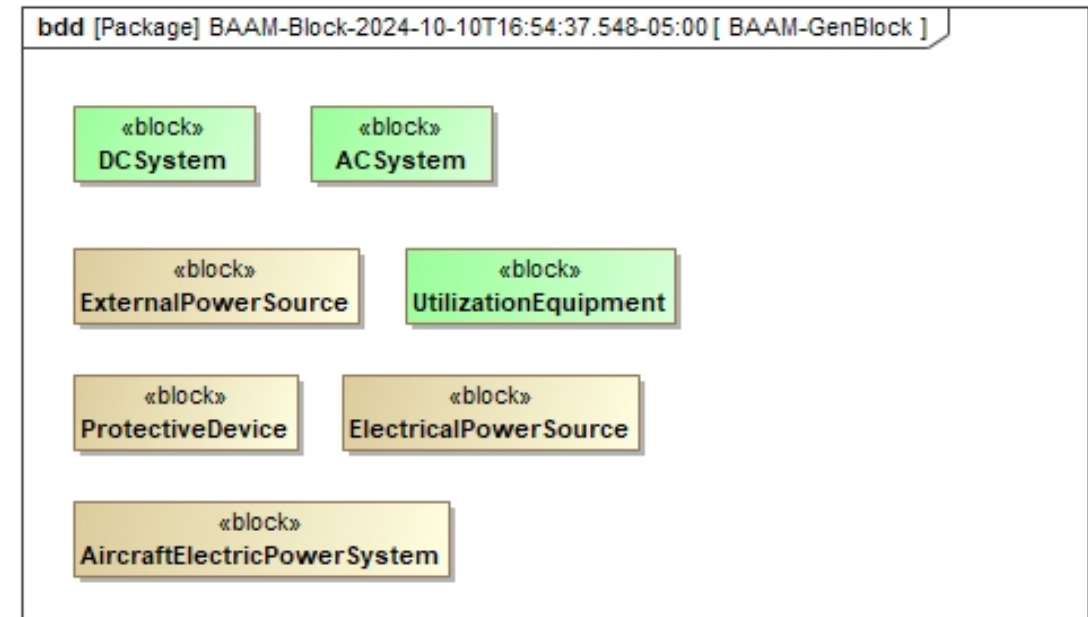 bdd [Package] BAAM-Block-2024-10-10T16:54:37.548-05:00 [ BAAM-GenBlock ]
«block»
DCSystem
«block»
ACSystem
«block»
ExternalPowerSource
«block»
UtilizationEquipment
«block»
ProtectiveDevice
«block»
ElectricalPowerSource
«block»
AircraftElectricPowerSystem